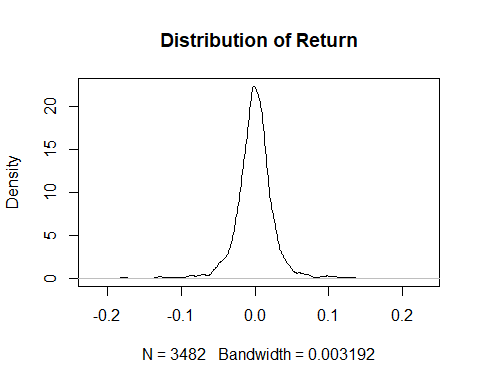 Distribution of Return
Density
20
15
10
5
0
-0.2 -0.1 0.0 0.1 0.2
N = 3482 Bandwidth = 0.003192